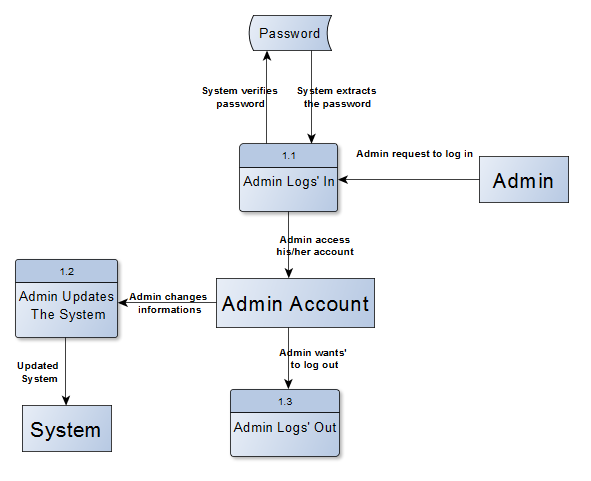 Password
System verifies
password
System extracts
the password
1.1
Admin Logs' In
Admin request to log in
Admin
Admin access
his/her account
1.2
Admin Updates
The System
Admin changes
informations
Admin Account
Admin wants'
to log out
Updated
System
1.3
Admin Logs' Out
System